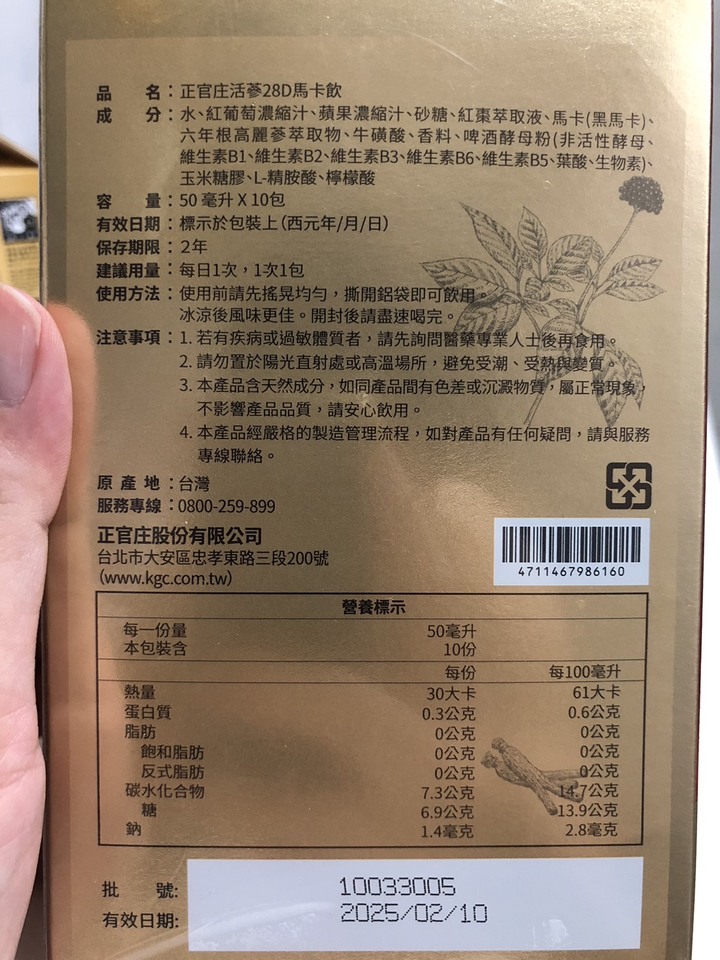 品　　名：正官庄活蔘28D馬卡飲
成　　分：水、紅葡萄濃縮汁、蘋果濃縮汁、砂糖、紅棗萃取液、馬卡(黑馬卡)、
六年根高麗蔘萃取物、牛磺酸、香料、啤酒酵母粉(非活性酵母、
維生素B1、維生素B2、維生素B3、維生素B6、維生素B5、葉酸、生物素)、
玉米糖膠、L-精胺酸、檸檬酸
容　　量：50 毫升 X 10包
有效日期：標示於包裝上(西元年/月/日)
保存期限：2年
建議用量：每日1次，1次1包
使用方法：使用前請先搖晃均勻，撕開鋁袋即可飲用。
冰涼後風味更佳。開封後請盡速喝完。
注意事項：1. 若有疾病或過敏體質者，請先詢問醫藥專業人士後再食用。
2. 請勿置於陽光直射處或高溫場所，避免受潮、受熱與變質。
3. 本產品含天然成分，如同產品間有色差或沉澱物質，屬正常現象，
不影響產品品質，請安心飲用。
4. 本產品經嚴格的製造管理流程，如對產品有任何疑問，請與服務
專線聯絡。
原 產 地：台灣
服務專線：0800-259-899
正官庄股份有限公司
台北市大安區忠孝東路三段200號
(www.kgc.com.tw)
4711467986160
營養標示
每一份量 50毫升
本包裝含 10份
每份 每100毫升
熱量 30大卡 61大卡
蛋白質 0.3公克 0.6公克
脂肪 0公克 0公克
飽和脂肪 0公克 0公克
反式脂肪 0公克 0公克
碳水化合物 7.3公克 14.7公克
糖 6.9公克 13.9公克
鈉 1.4毫克 2.8毫克
批　　號: 10033005
有效日期: 2025/02/10